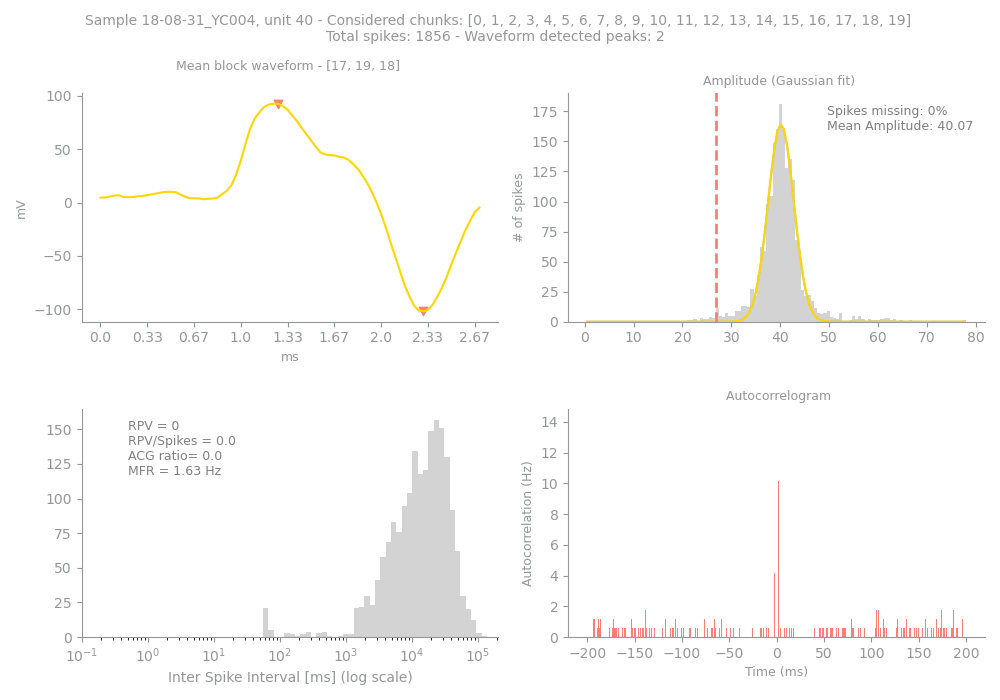 Sample 18-08-31_YC004, unit 40 - Considered chunks: [0, 1, 2, 3, 4, 5, 6, 7, 8, 9, 10, 11, 12, 13, 14, 15, 16, 17, 18, 19]
Total spikes: 1856 - Waveform detected peaks: 2
Mean block waveform - [17, 19, 18]
100
50
0
−50
−100
mV
0.0 0.33 0.67 1.0 1.33 1.67 2.0 2.33 2.67
ms
Amplitude (Gaussian fit)
Spikes missing: 0%
Mean Amplitude: 40.07
175
150
125
100
75
50
25
0
# of spikes
0 10 20 30 40 50 60 70 80
RPV = 0
RPV/Spikes = 0.0
ACG ratio= 0.0
MFR = 1.63 Hz
150
125
100
75
50
25
0
10⁻¹ 10⁰ 10¹ 10² 10³ 10⁴ 10⁵
Inter Spike Interval [ms] (log scale)
Autocorrelogram
14
12
10
8
6
4
2
0
Autocorrelation (Hz)
−200 −150 −100 −50 0 50 100 150 200
Time (ms)